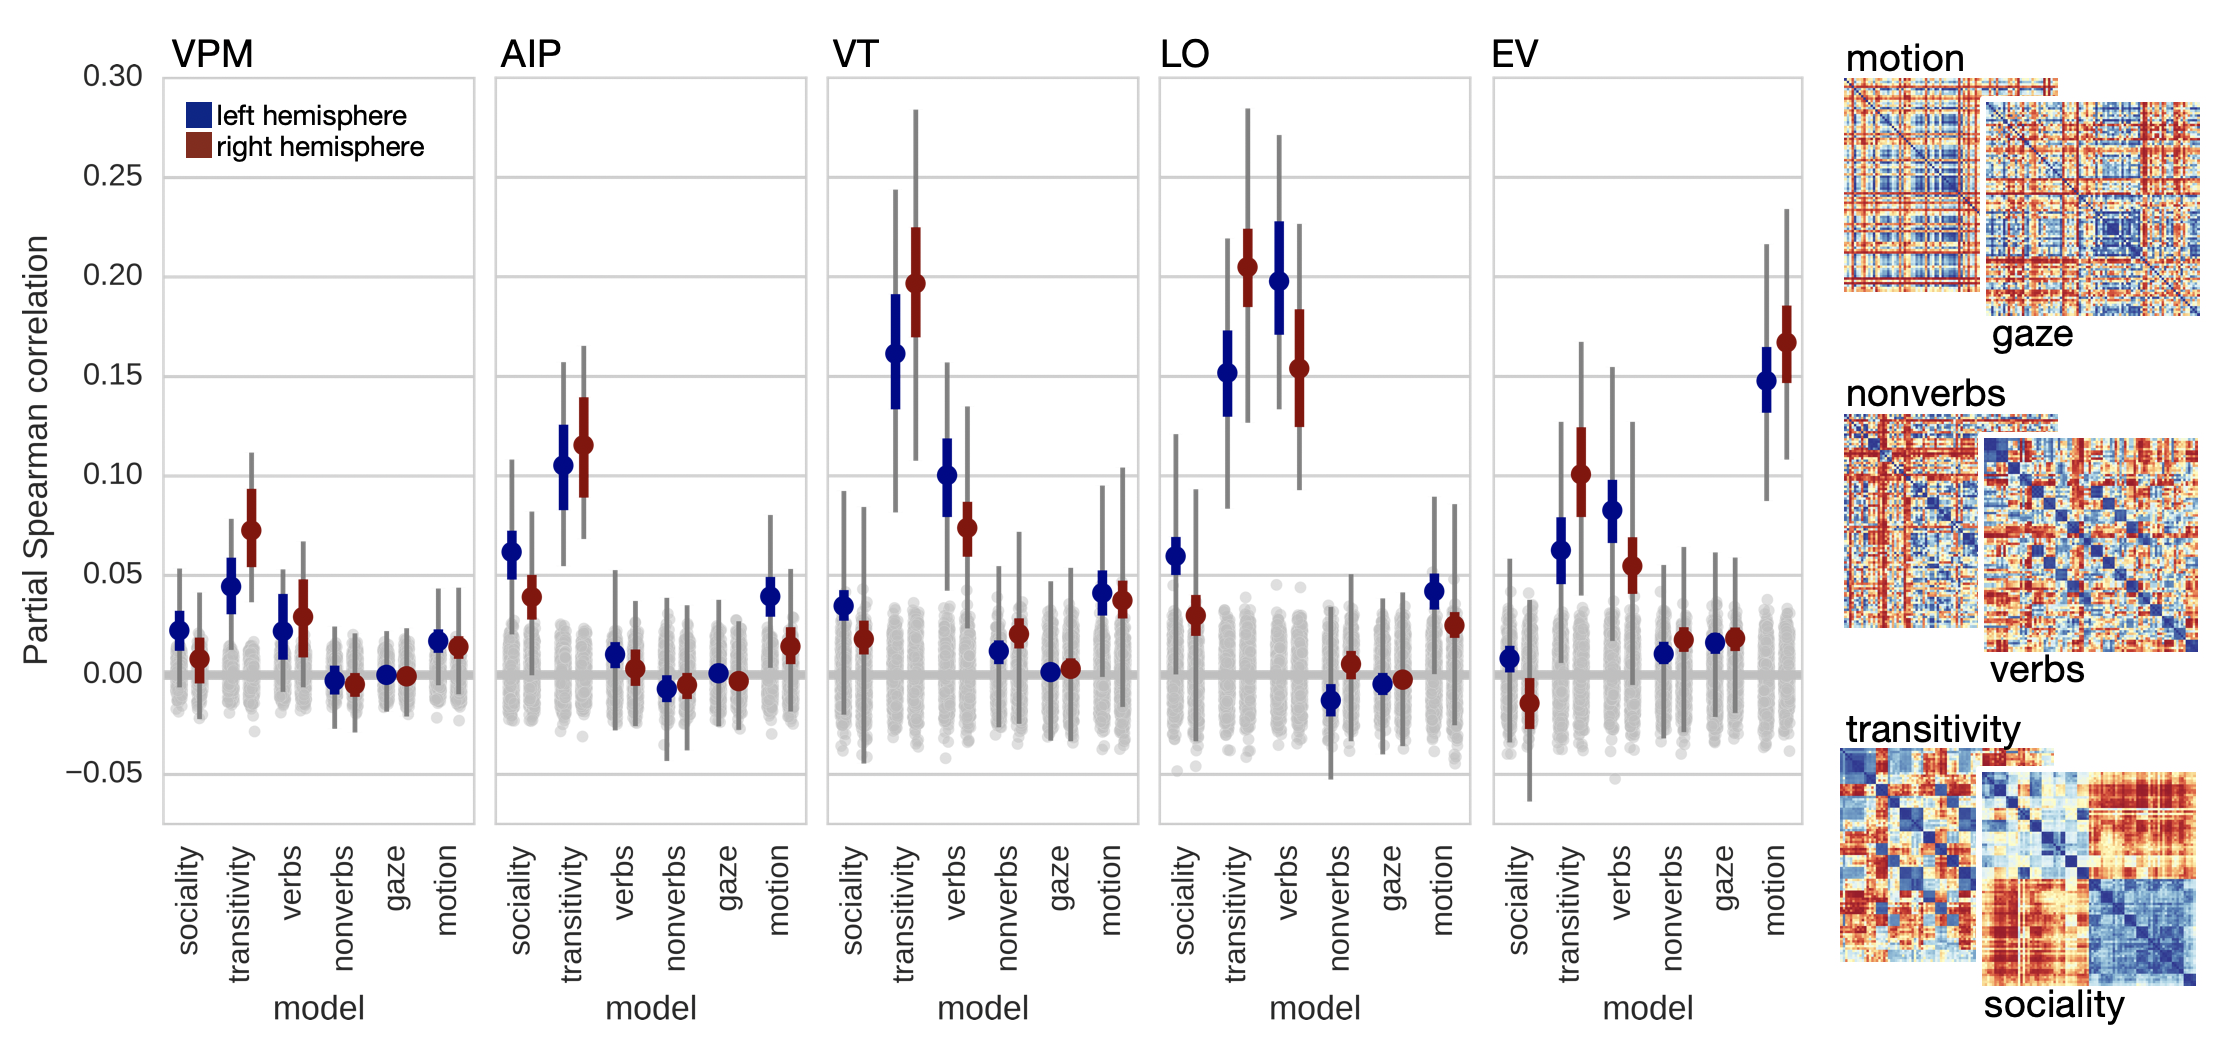 VPM AIP VT LO EV
0.30
0.25
0.20
0.15
0.10
0.05
0.00
−0.05
Partial Spearman correlation
left hemisphere
right hemisphere
sociality transitivity verbs nonverbs gaze motion
sociality transitivity verbs nonverbs gaze motion
sociality transitivity verbs nonverbs gaze motion
sociality transitivity verbs nonverbs gaze motion
sociality transitivity verbs nonverbs gaze motion
model model model model model
motion
gaze
nonverbs
verbs
transitivity
sociality